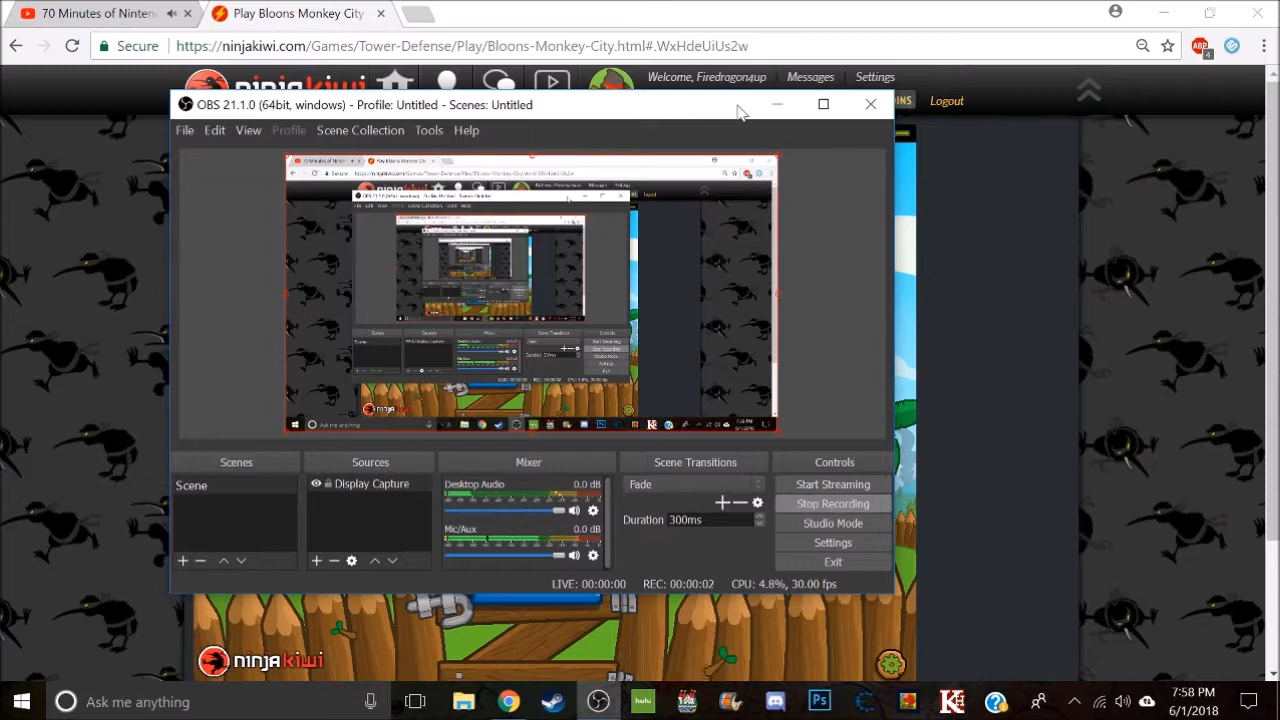 70 Minutes of Ninten
Play Bloons Monkey City
Secure
https://ninjakiwi.com/Games/Tower-Defense/Play/Bloons-Monkey-City.html#.WxHdeUiUs2w
ABP
4
Welcome, Firedragon4up
Messages
Settings
Logout
OBS 21.1.0 (64bit, windows) - Profile: Untitled - Scenes: Untitled
File Edit View Profile Scene Collection Tools Help
Scenes
Sources
Mixer
Scene Transitions
Controls
Scene
Display Capture
Desktop Audio 0.0 dB
Mic/Aux 0.0 dB
Fade
Duration 300ms
Start Streaming
Stop Recording
Studio Mode
Settings
Exit
LIVE: 00:00:00 REC: 00:00:02 CPU: 4.8%, 30.00 fps
ninjakiwi
Ask me anything
hulu
Ps
KH
7:58 PM
6/1/2018